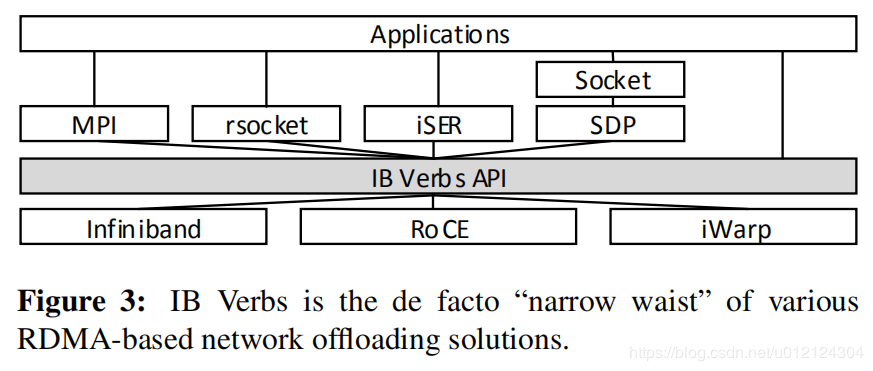 Applications
Socket
MPI rsocket iSER SDP
IB Verbs API
Infiniband RoCE iWarp
Figure 3: IB Verbs is the de facto “narrow waist” of various
RDMA-based network offloading solutions.
https://blog.csdn.net/u012124304